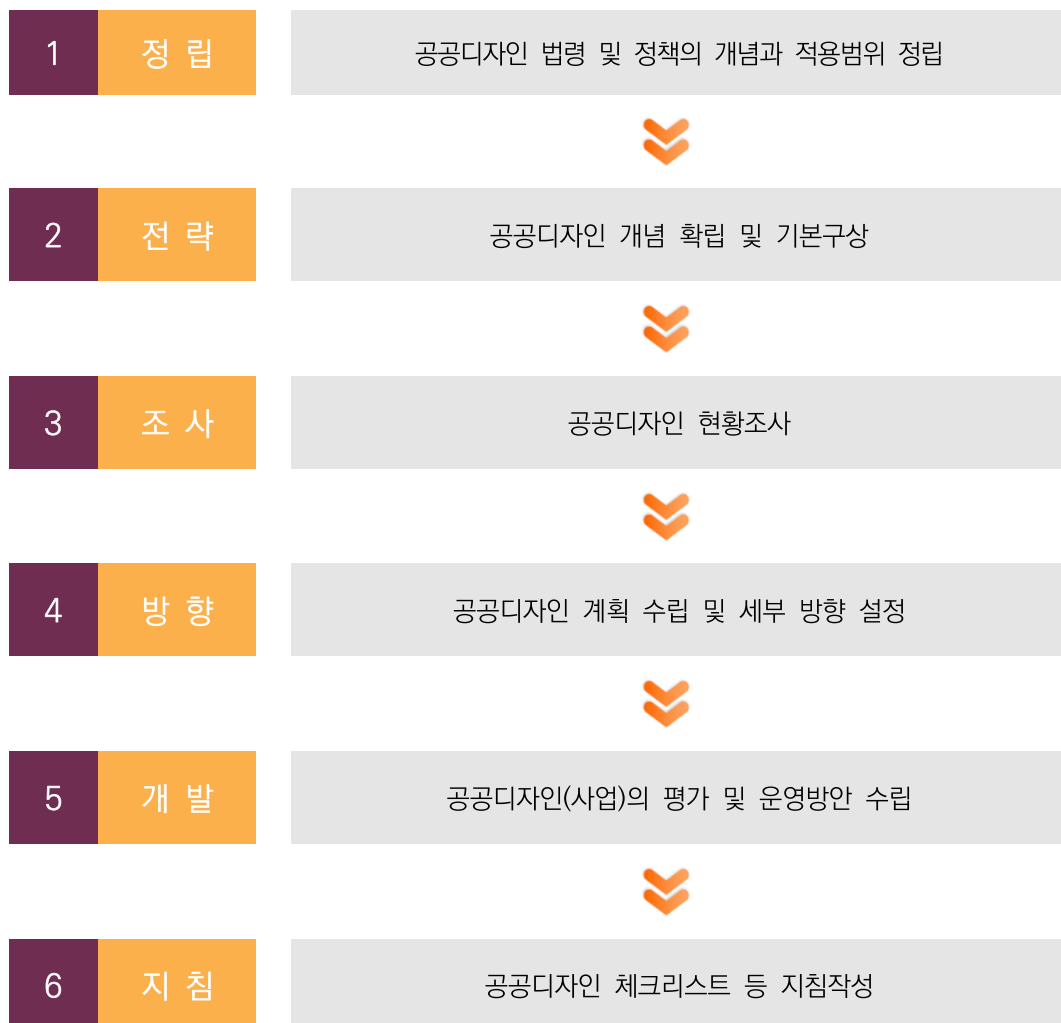 1 정 립 공공디자인 법령 및 정책의 개념과 적용범위 정립
2 전 략 공공디자인 개념 확립 및 기본구상
3 조 사 공공디자인 현황조사
4 방 향 공공디자인 계획 수립 및 세부 방향 설정
5 개 발 공공디자인(사업)의 평가 및 운영방안 수립
6 지 침 공공디자인 체크리스트 등 지침작성